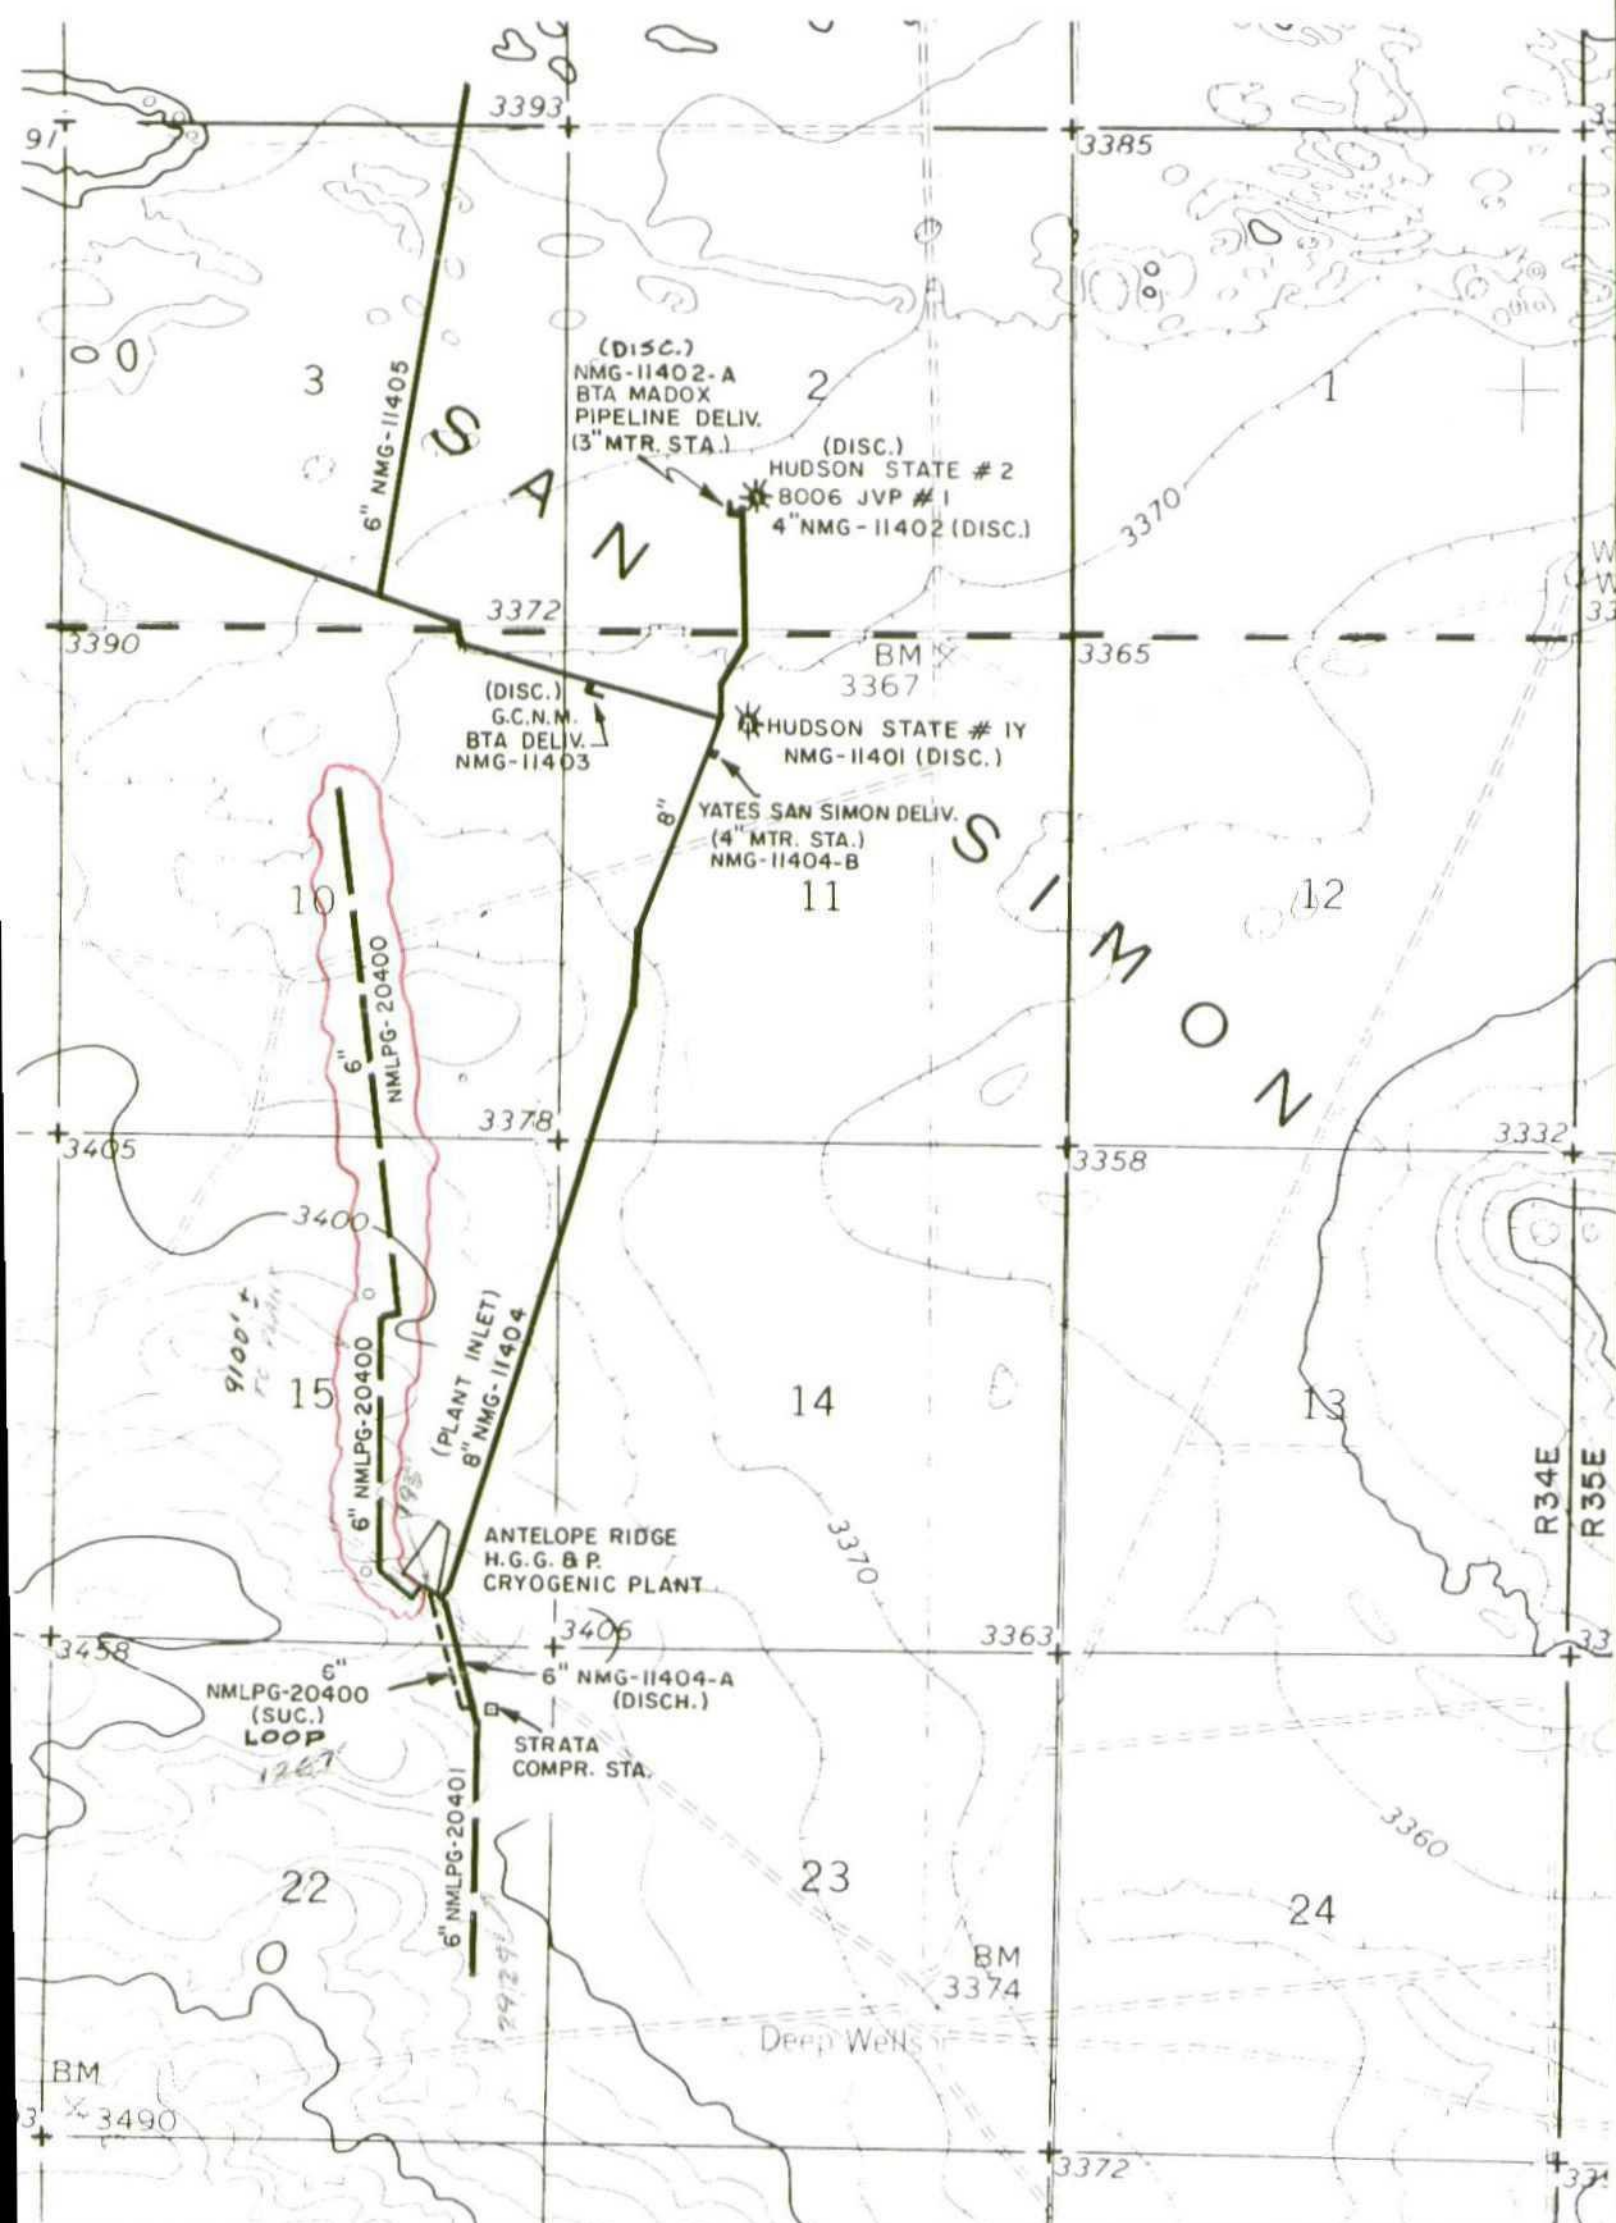 3393
91
3385
(DISC.)
NMG-11402-A
BTA MADOX
PIPELINE DELIV.
(3" MTR. STA.)
3
2
1
6" NMG-11405
(DISC.)
HUDSON STATE # 2
8006 JVP # 1
4" NMG-11402 (DISC.)
3370
SAN
3372
3390
BM
3367
3365
(DISC.)
G.C.N.M.
BTA DELIV.
NMG-11403
HUDSON STATE # 1Y
NMG-11401 (DISC.)
8"
YATES SAN SIMON DELIV.
(4" MTR. STA.)
NMG-11404-B
SIMON
10
11
12
6"
NMLPG-20400
3378
3405
3358
3332
3400
9100' ±
(PLANT INLET)
8" NMG-11404
6" NMLPG-20400
15
14
13
R34E
R35E
ANTELOPE RIDGE
H.G.G. & P.
CRYOGENIC PLANT
3370
3458
3406
3363
6"
NMLPG-20400
(SUC.)
LOOP
1267'
6" NMG-11404-A
(DISCH.)
STRATA
COMPR. STA.
6" NMLPG-20401
3360
22
23
24
O
BM
3374
Deep Wells
BM
3490
3372